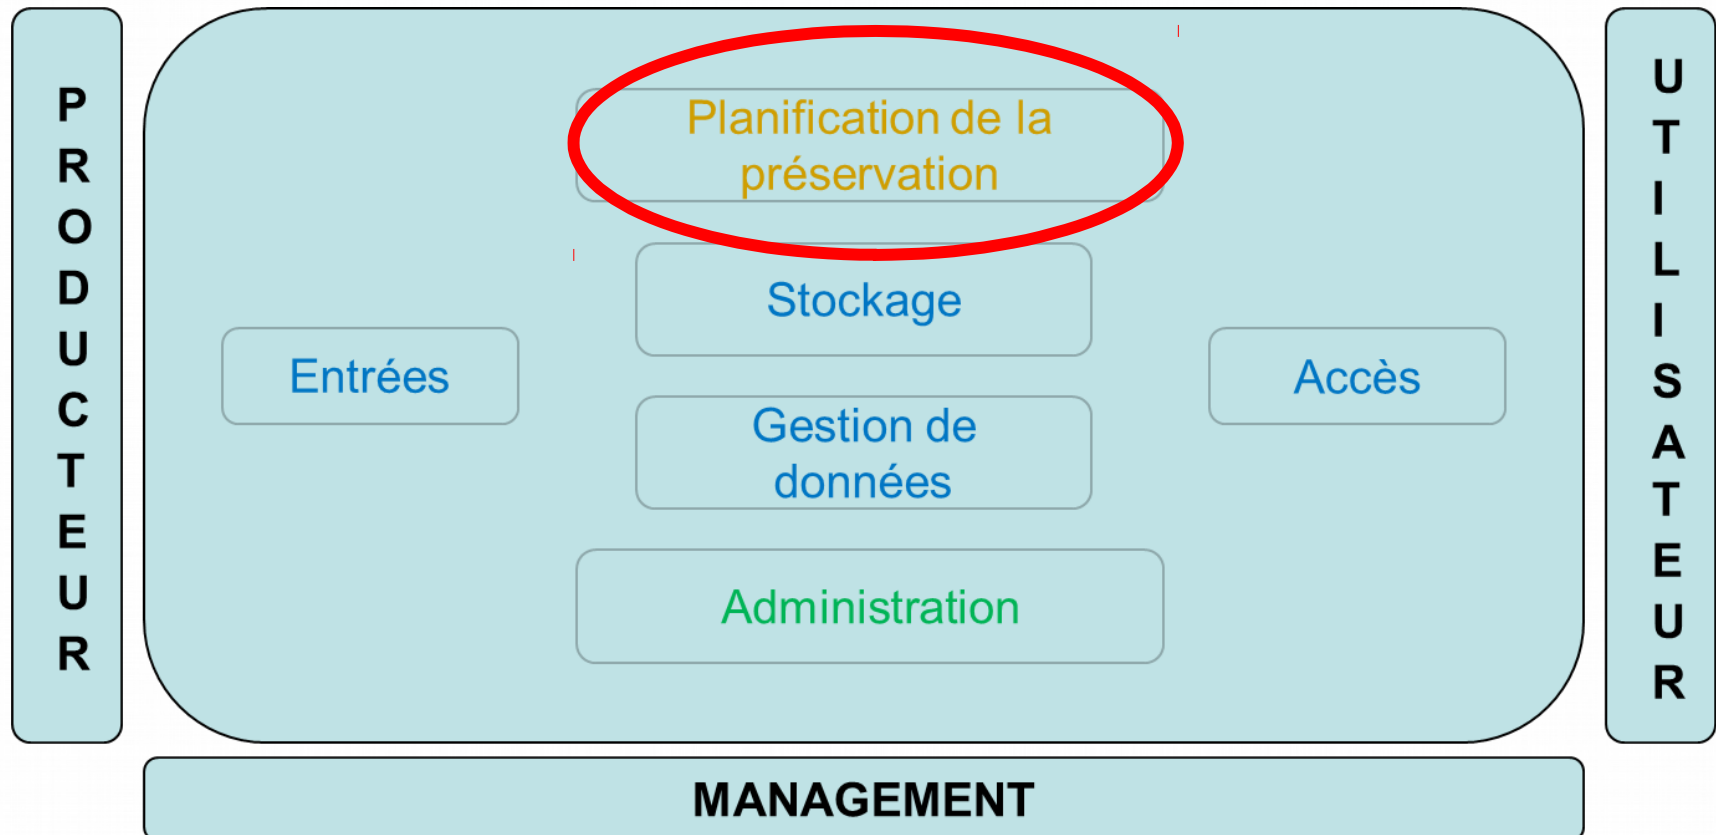 PRODUCTEUR
Planification de la
préservation
Stockage
Entrées
Gestion de
données
Accès
Administration
UTILISATEUR
MANAGEMENT